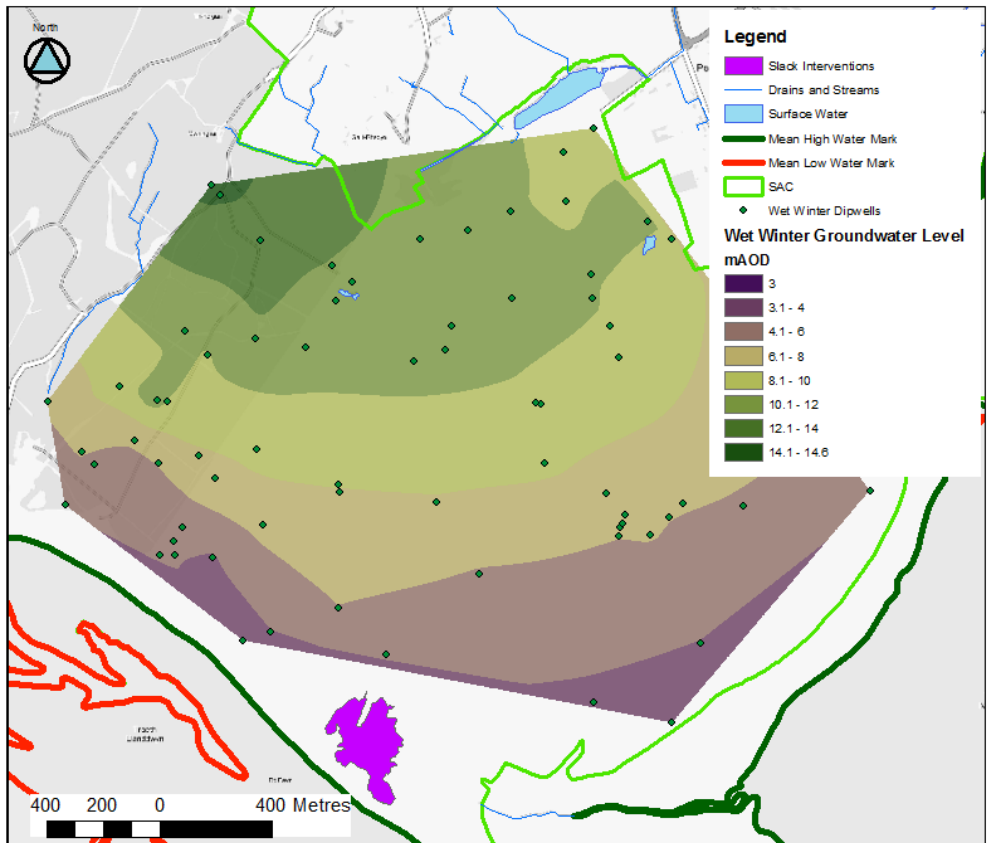 North
Legend
Slack Interventions
Drains and Streams
Surface Water
Mean High Water Mark
Mean Low Water Mark
SAC
Wet Winter Dipwells
Wet Winter Groundwater Level
mAOD
3
3.1 - 4
4.1 - 6
6.1 - 8
8.1 - 10
10.1 - 12
12.1 - 14
14.1 - 14.6
400 200 0 400 Metres